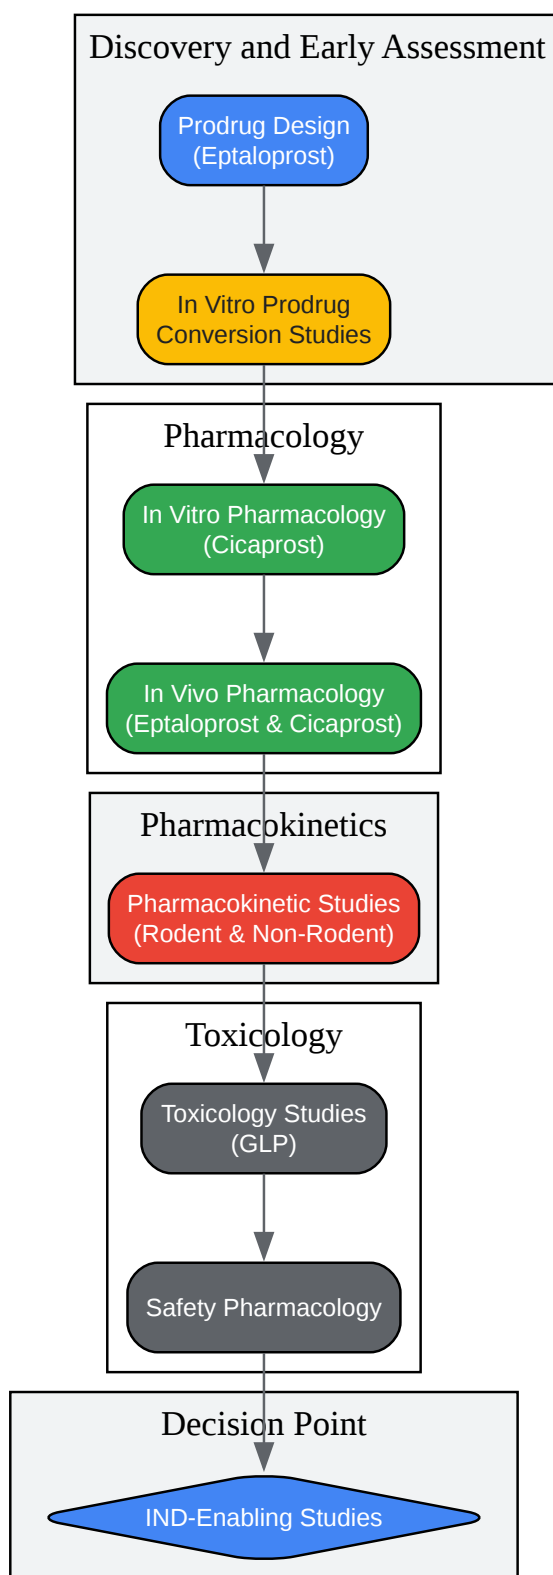 Discovery and Early Assessment
Prodrug Design
(Eptaloprost)
In Vitro Prodrug
Conversion Studies
Pharmacology
In Vitro Pharmacology
(Cicaprost)
In Vivo Pharmacology
(Eptaloprost & Cicaprost)
Pharmacokinetics
Pharmacokinetic Studies
(Rodent & Non-Rodent)
Toxicology
Toxicology Studies
(GLP)
Safety Pharmacology
Decision Point
IND-Enabling Studies